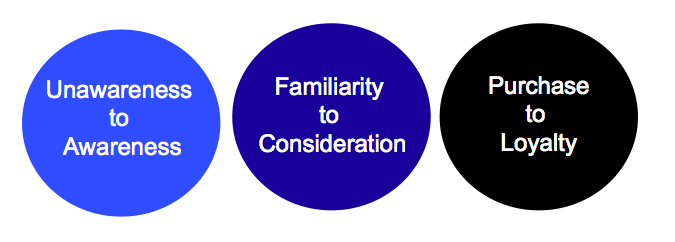 Unawareness
to
Awareness
Familiarity
to
Consideration
Purchase
to
Loyalty